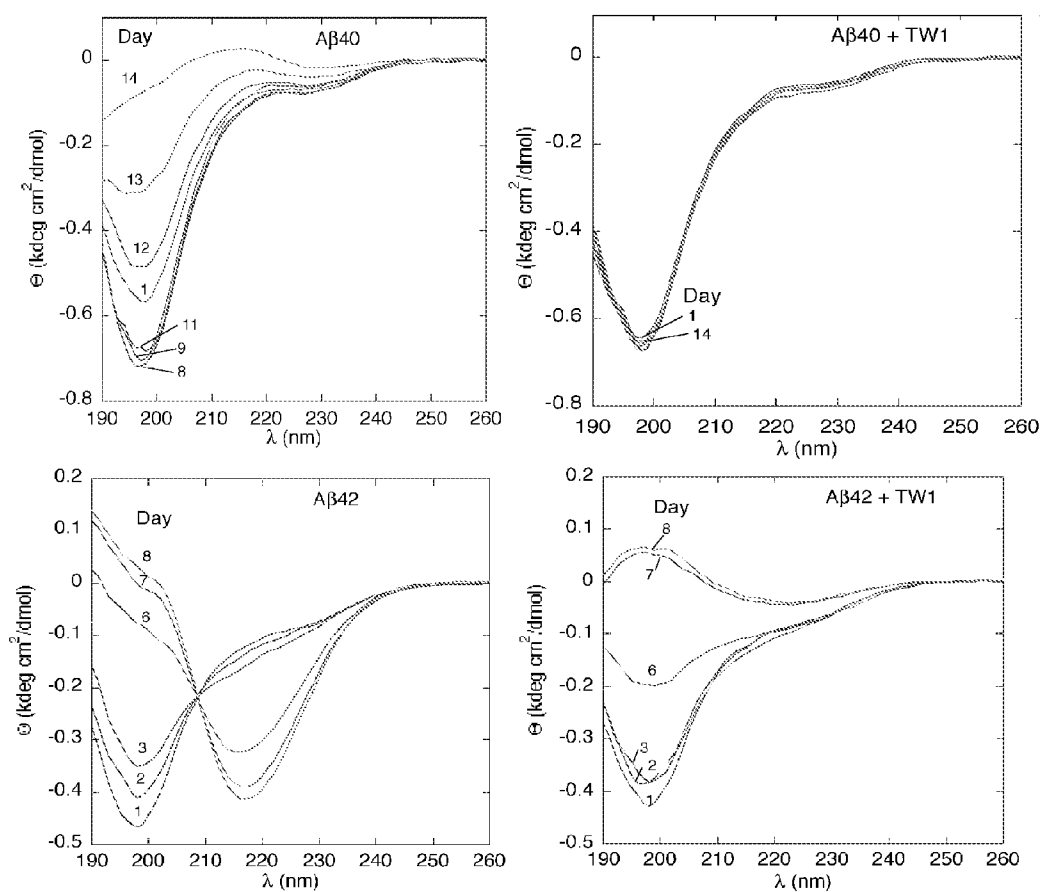 Day
Aβ40
0
-0.2
-0.4
-0.6
-0.8
Θ (kdeg cm²/dmol)
14
13
12
1
11
9
8
190 200 210 220 230 240 250 260
λ (nm)
Aβ40 + TW1
0
-0.2
-0.4
-0.6
-0.8
Θ (kdeg cm²/dmol)
Day
1
14
190 200 210 220 230 240 250 260
λ (nm)
Aβ42
Day
0.2
0.1
0
-0.1
-0.2
-0.3
-0.4
-0.5
Θ (kdeg cm²/dmol)
8
7
6
3
2
1
190 200 210 220 230 240 250 260
λ (nm)
Aβ42 + TW1
Day
0.2
0.1
0
-0.1
-0.2
-0.3
-0.4
-0.5
Θ (kdeg cm²/dmol)
8
7
6
3
2
1
190 200 210 220 230 240 250 260
λ (nm)